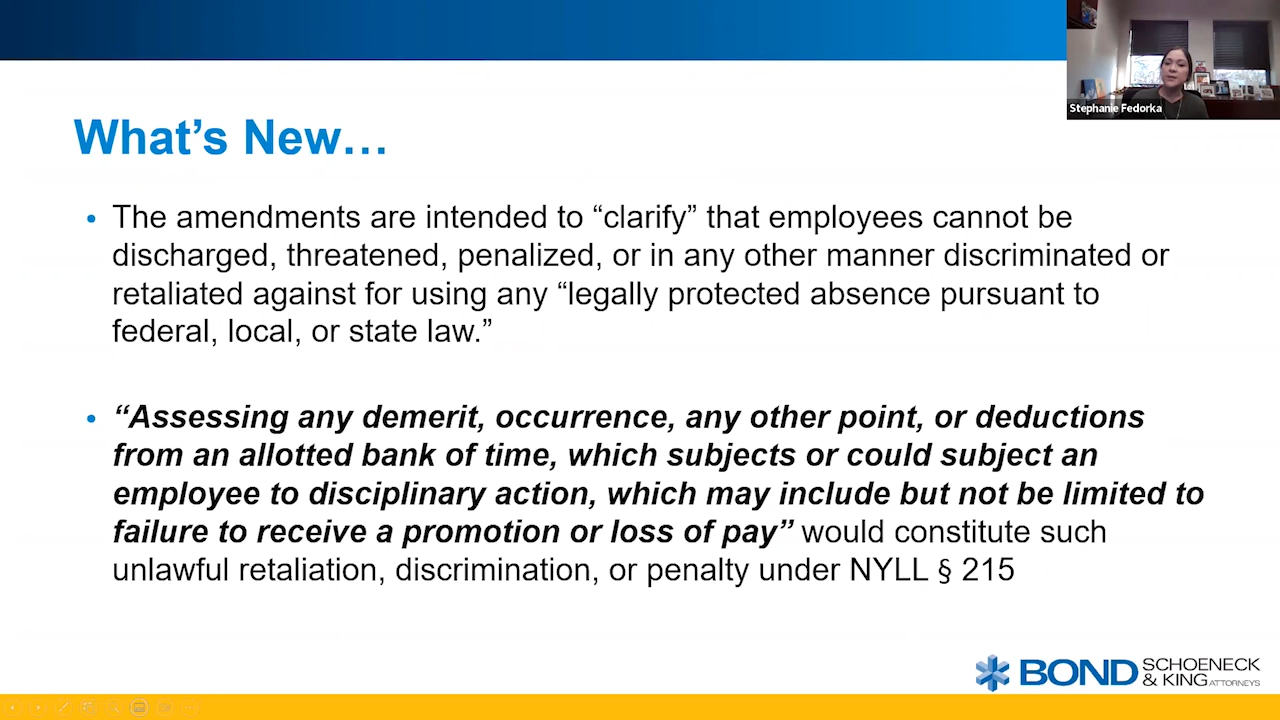 Stephanie Fedorka
What’s New…
• The amendments are intended to “clarify” that employees cannot be
discharged, threatened, penalized, or in any other manner discriminated or
retaliated against for using any “legally protected absence pursuant to
federal, local, or state law.”
• “Assessing any demerit, occurrence, any other point, or deductions
from an allotted bank of time, which subjects or could subject an
employee to disciplinary action, which may include but not be limited to
failure to receive a promotion or loss of pay” would constitute such
unlawful retaliation, discrimination, or penalty under NYLL § 215
BOND SCHOENECK
& KING ATTORNEYS